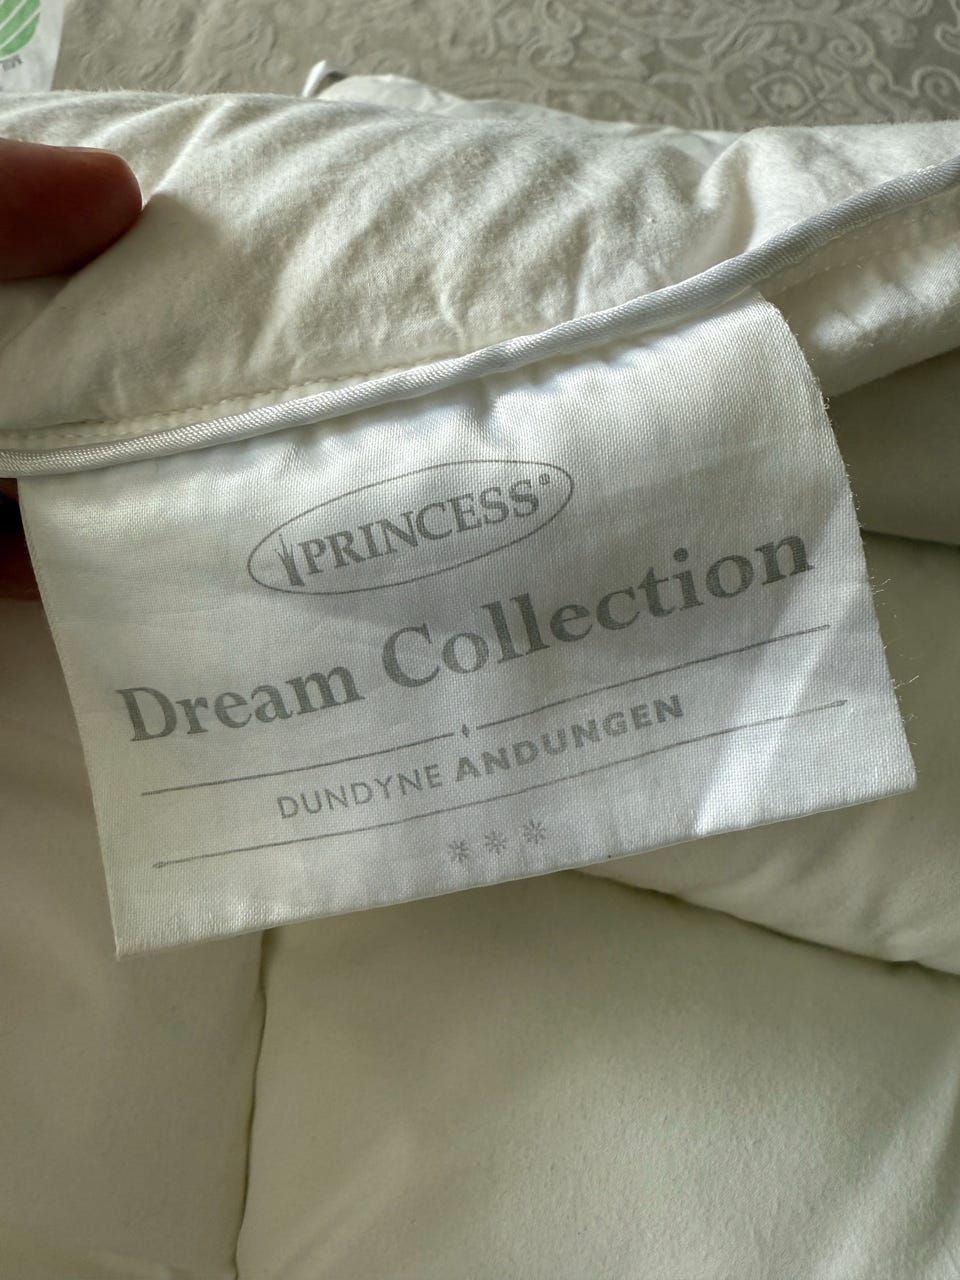 PRINCESS®
Dream Collection
DUNDYNE ANDUNGEN